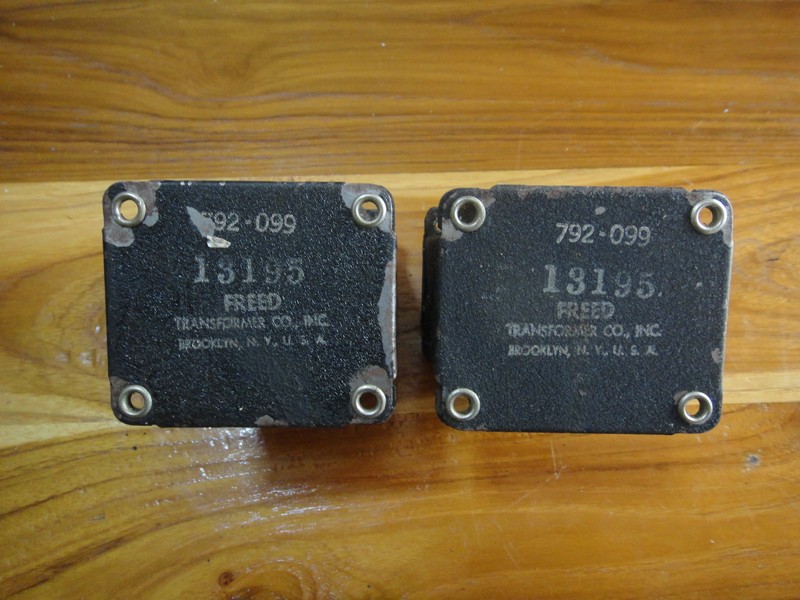 792-099
13195
FREED
TRANSFORMER CO., INC.
BROOKLYN, N. Y., U. S. A.
792-099
13195
FREED
TRANSFORMER CO., INC.
BROOKLYN, N. Y., U. S. A.